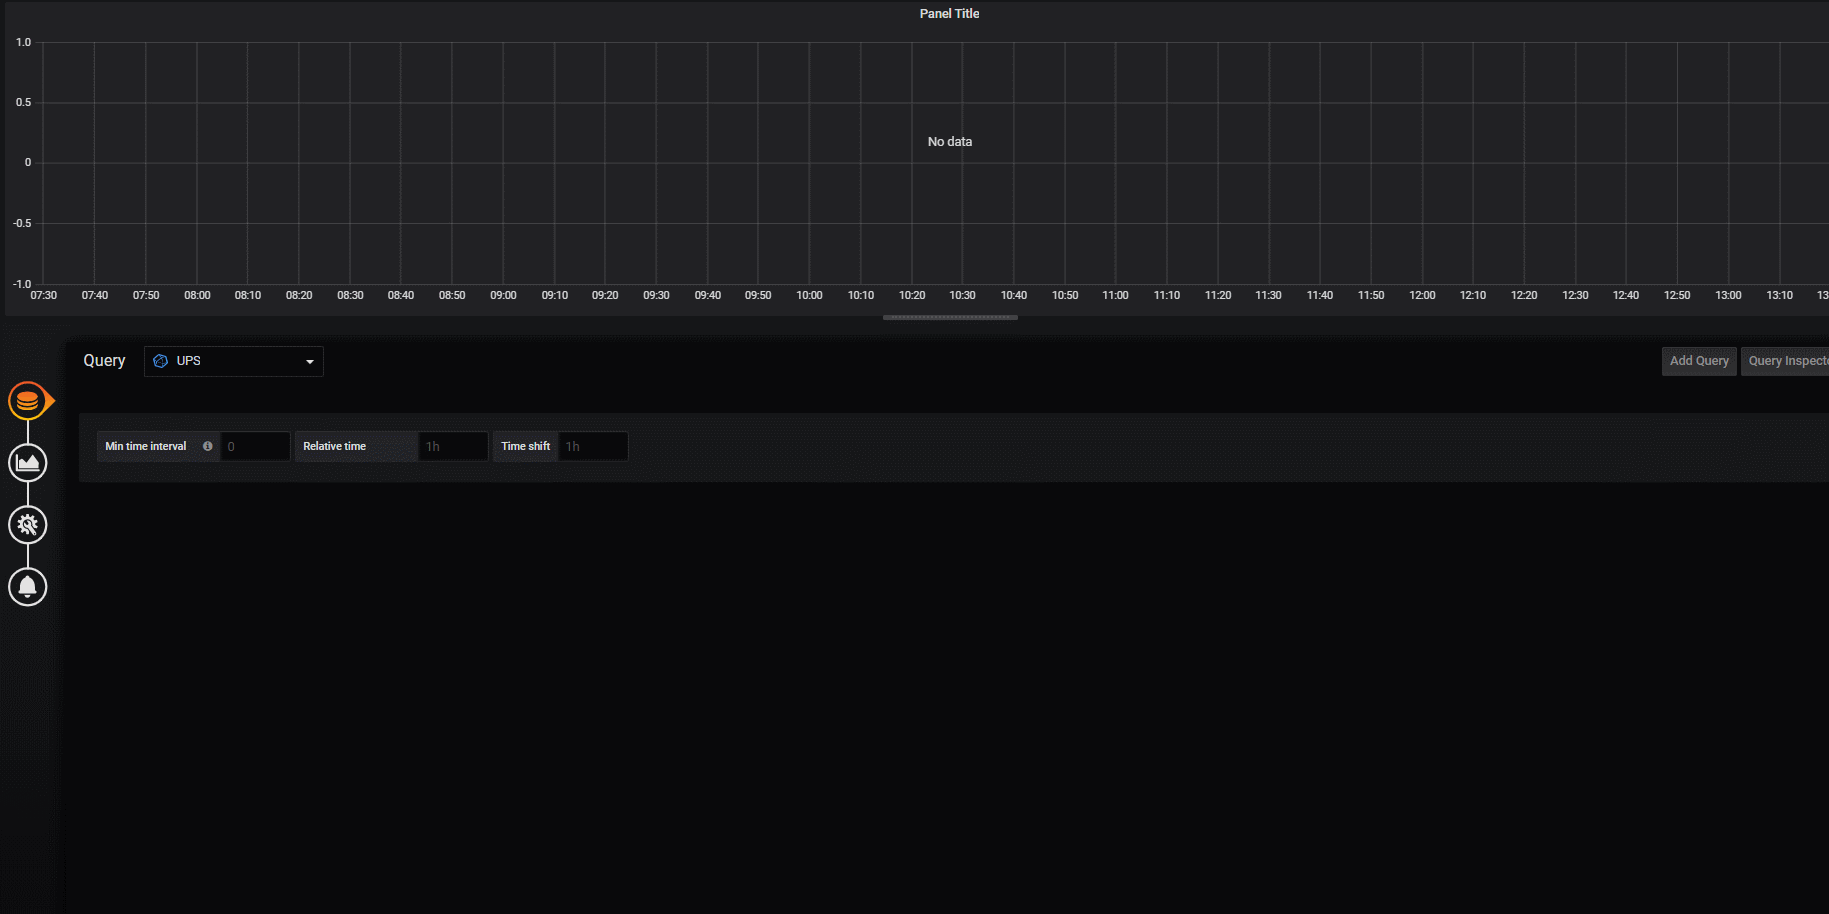 Panel Title
1.0
0.5
No data
0
-0.5
-1.0
07:30 07:40 07:50 08:00 08:10 08:20 08:30 08:40 08:50 09:00 09:10 09:20 09:30 09:40 09:50 10:00 10:10 10:20 10:30 10:40 10:50 11:00 11:10 11:20 11:30 11:40 11:50 12:00 12:10 12:20 12:30 12:40 12:50 13:00 13:10 13
Query UPS Add Query Query Inspecto
Min time interval 0 Relative time 1h Time shift 1h